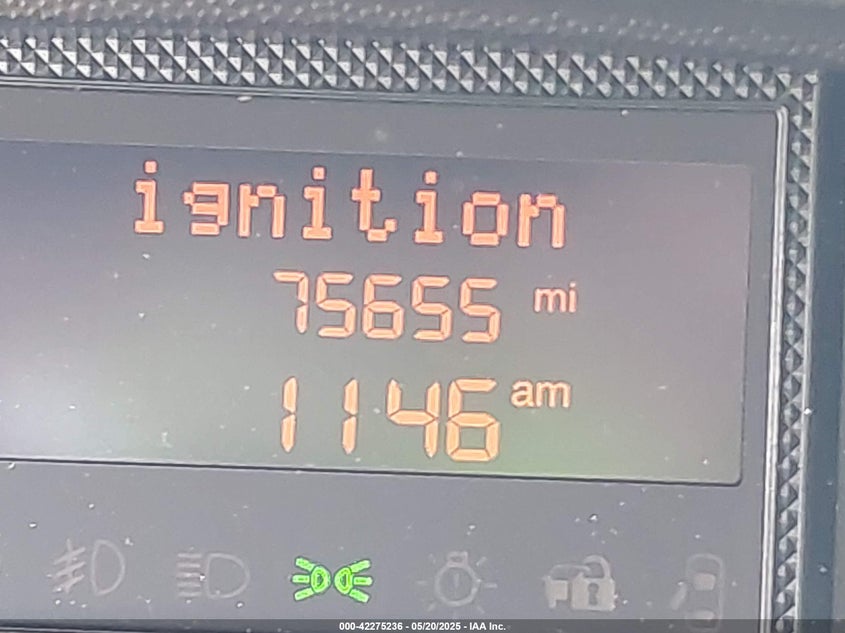 ignition
75655 mi
1146 am
000-42275236 - 05/20/2025 - IAA Inc.